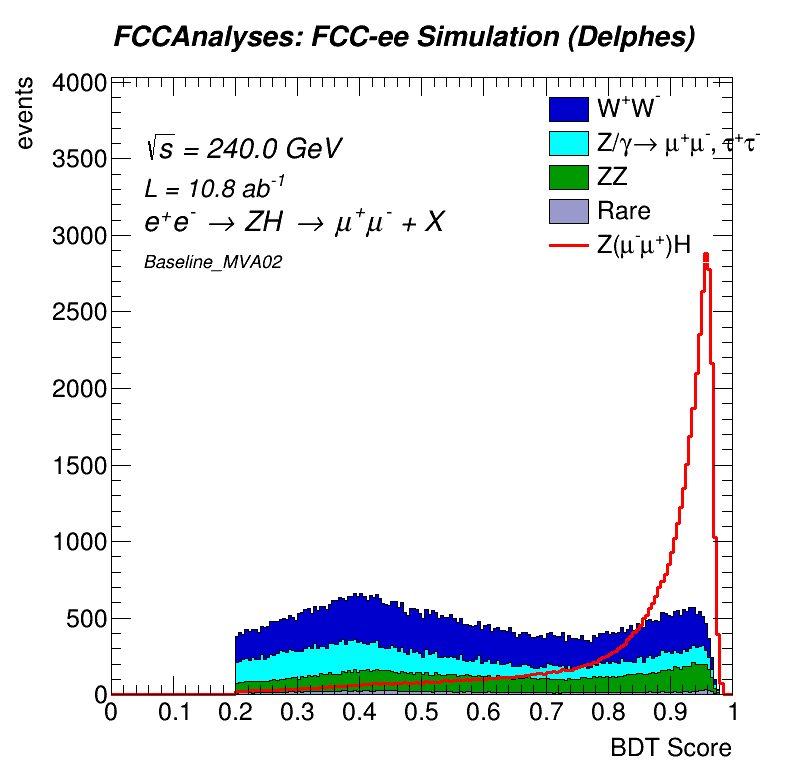 FCCAnalyses: FCC-ee Simulation (Delphes)
events
4000
3500
3000
2500
2000
1500
1000
500
0
√s = 240.0 GeV
L = 10.8 ab⁻¹
e⁺e⁻ → ZH → μ⁺μ⁻ + X
Baseline_MVA02
W⁺W⁻
Z/γ→ μ⁺μ⁻, τ⁺τ⁻
ZZ
Rare
Z(μ⁻μ⁺)H
0 0.1 0.2 0.3 0.4 0.5 0.6 0.7 0.8 0.9 1
BDT Score